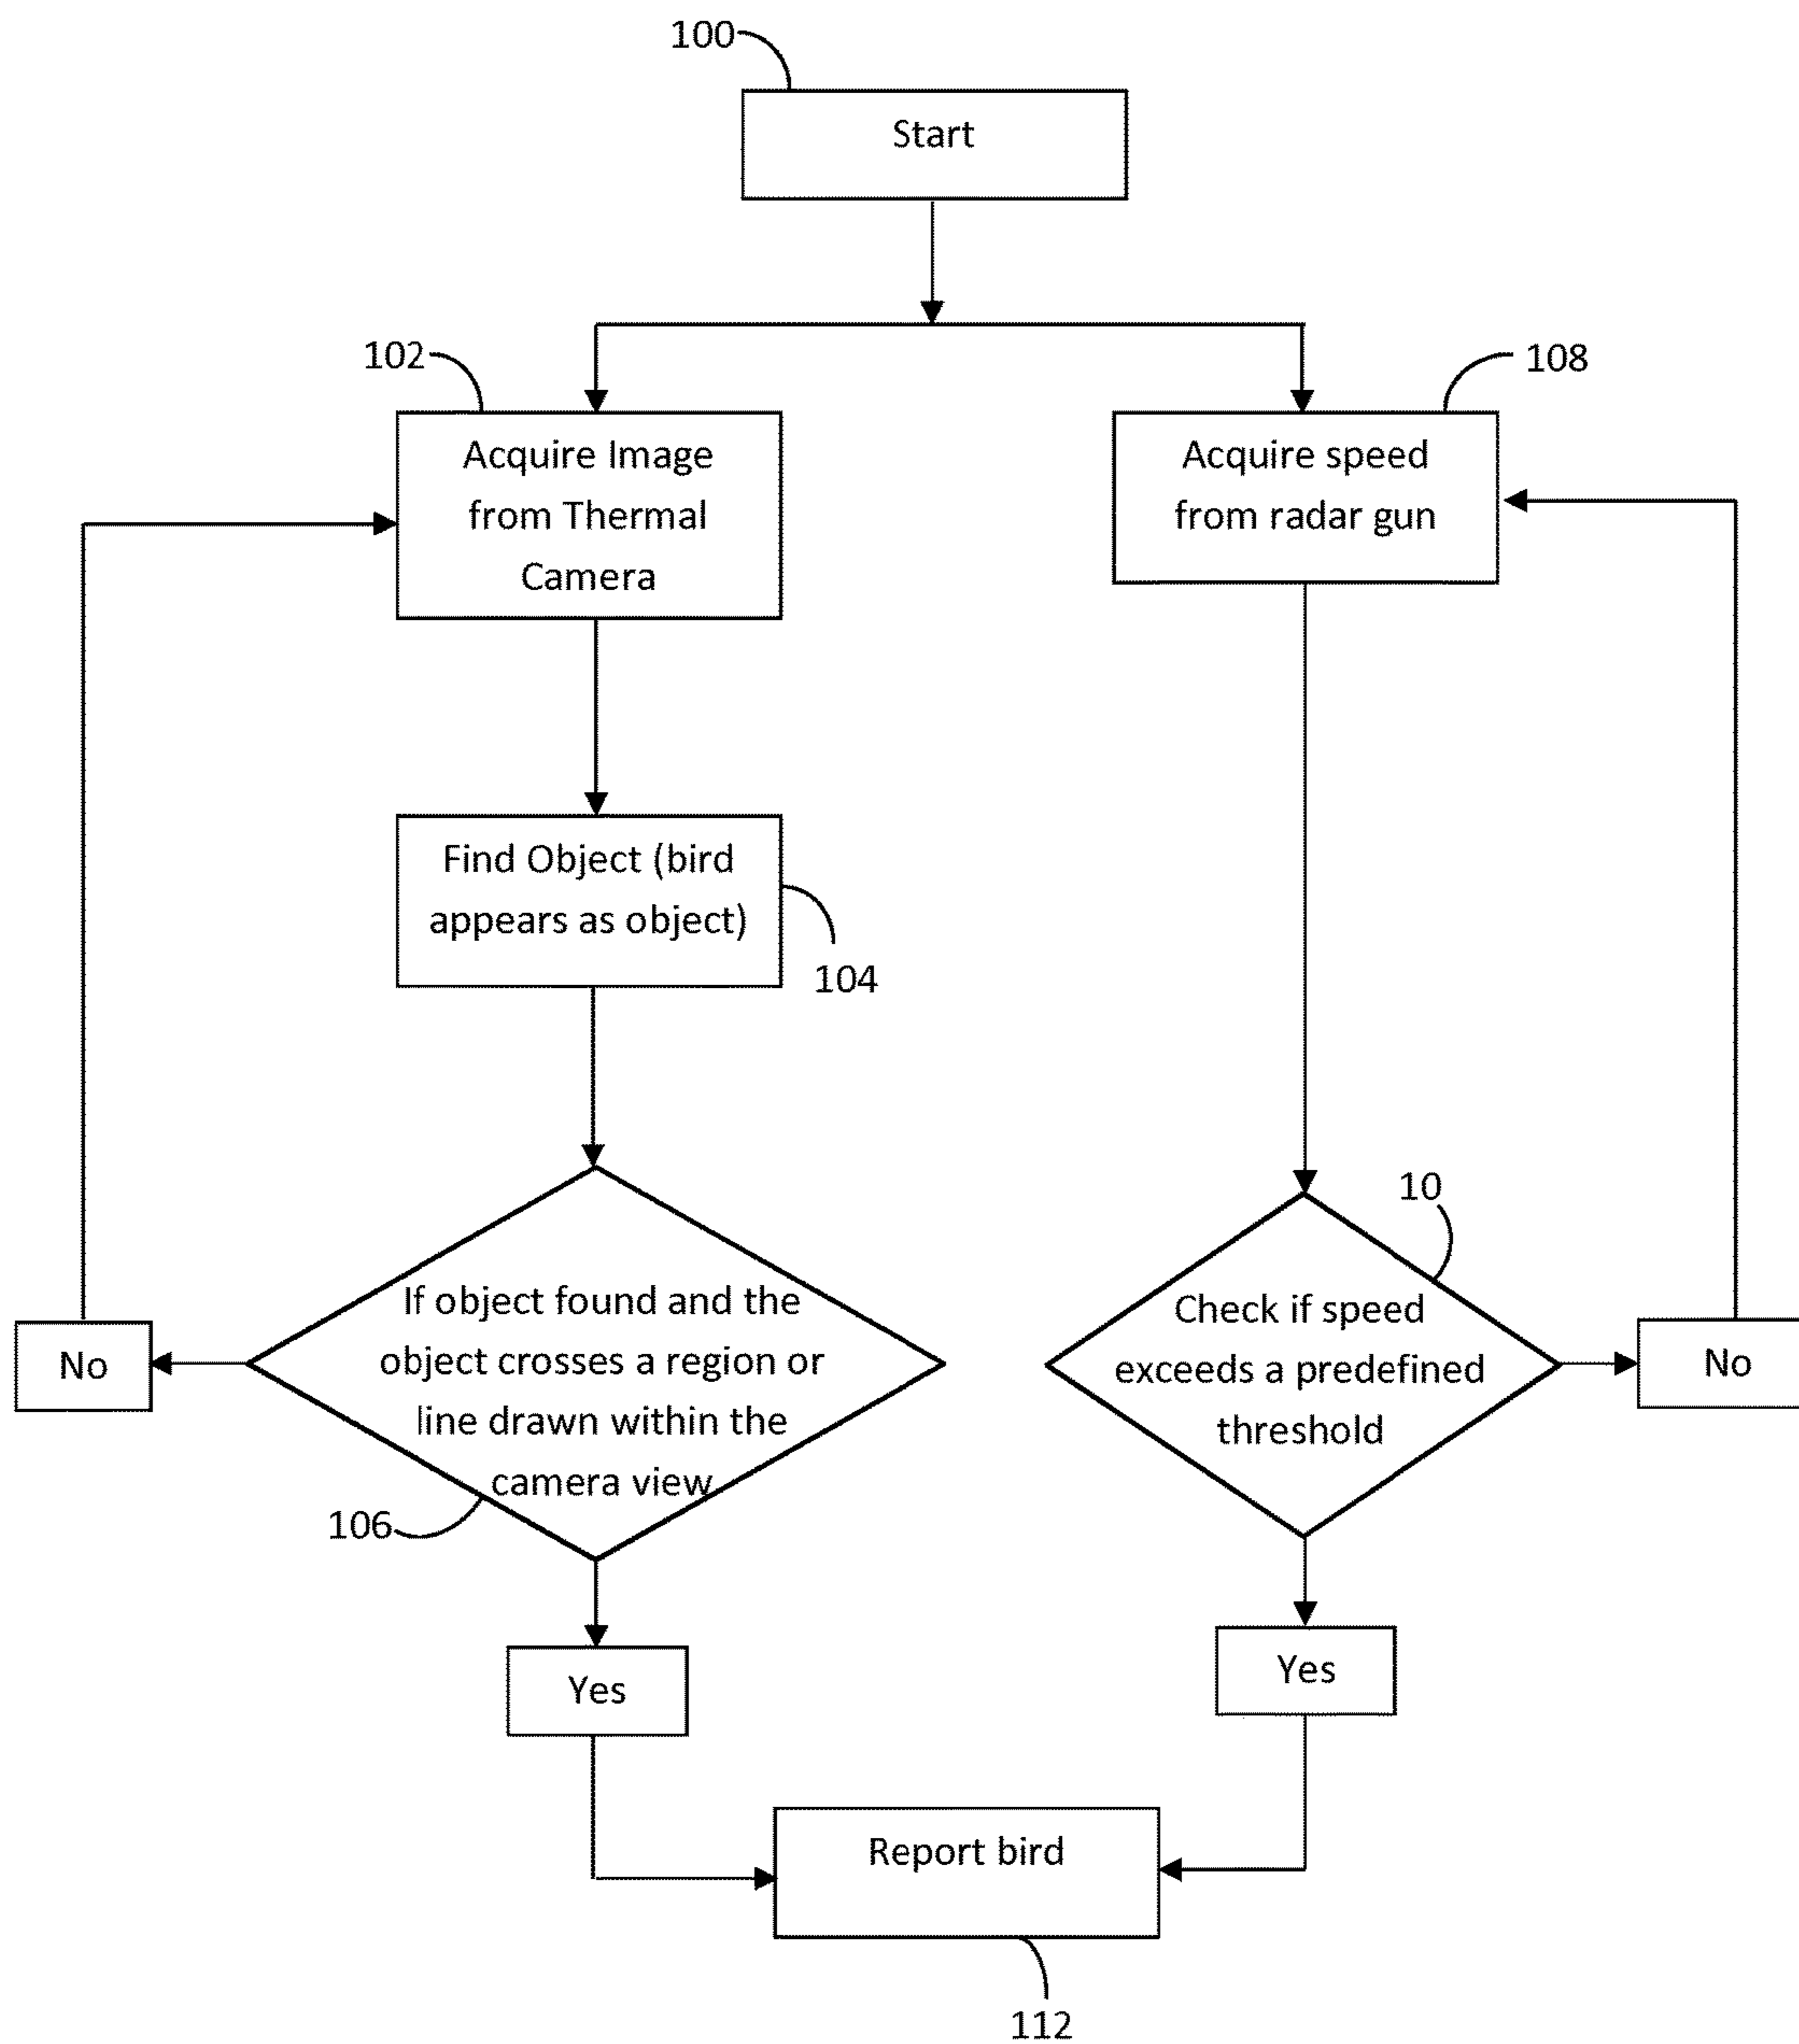 100
Start
102
108
Acquire Image
from Thermal
Camera
Acquire speed
from radar gun
Find Object (bird
appears as object)
104
10
If object found and the
object crosses a region or
line drawn within the
camera view
106
No
Check if speed
exceeds a predefined
threshold
No
Yes
Yes
Report bird
112